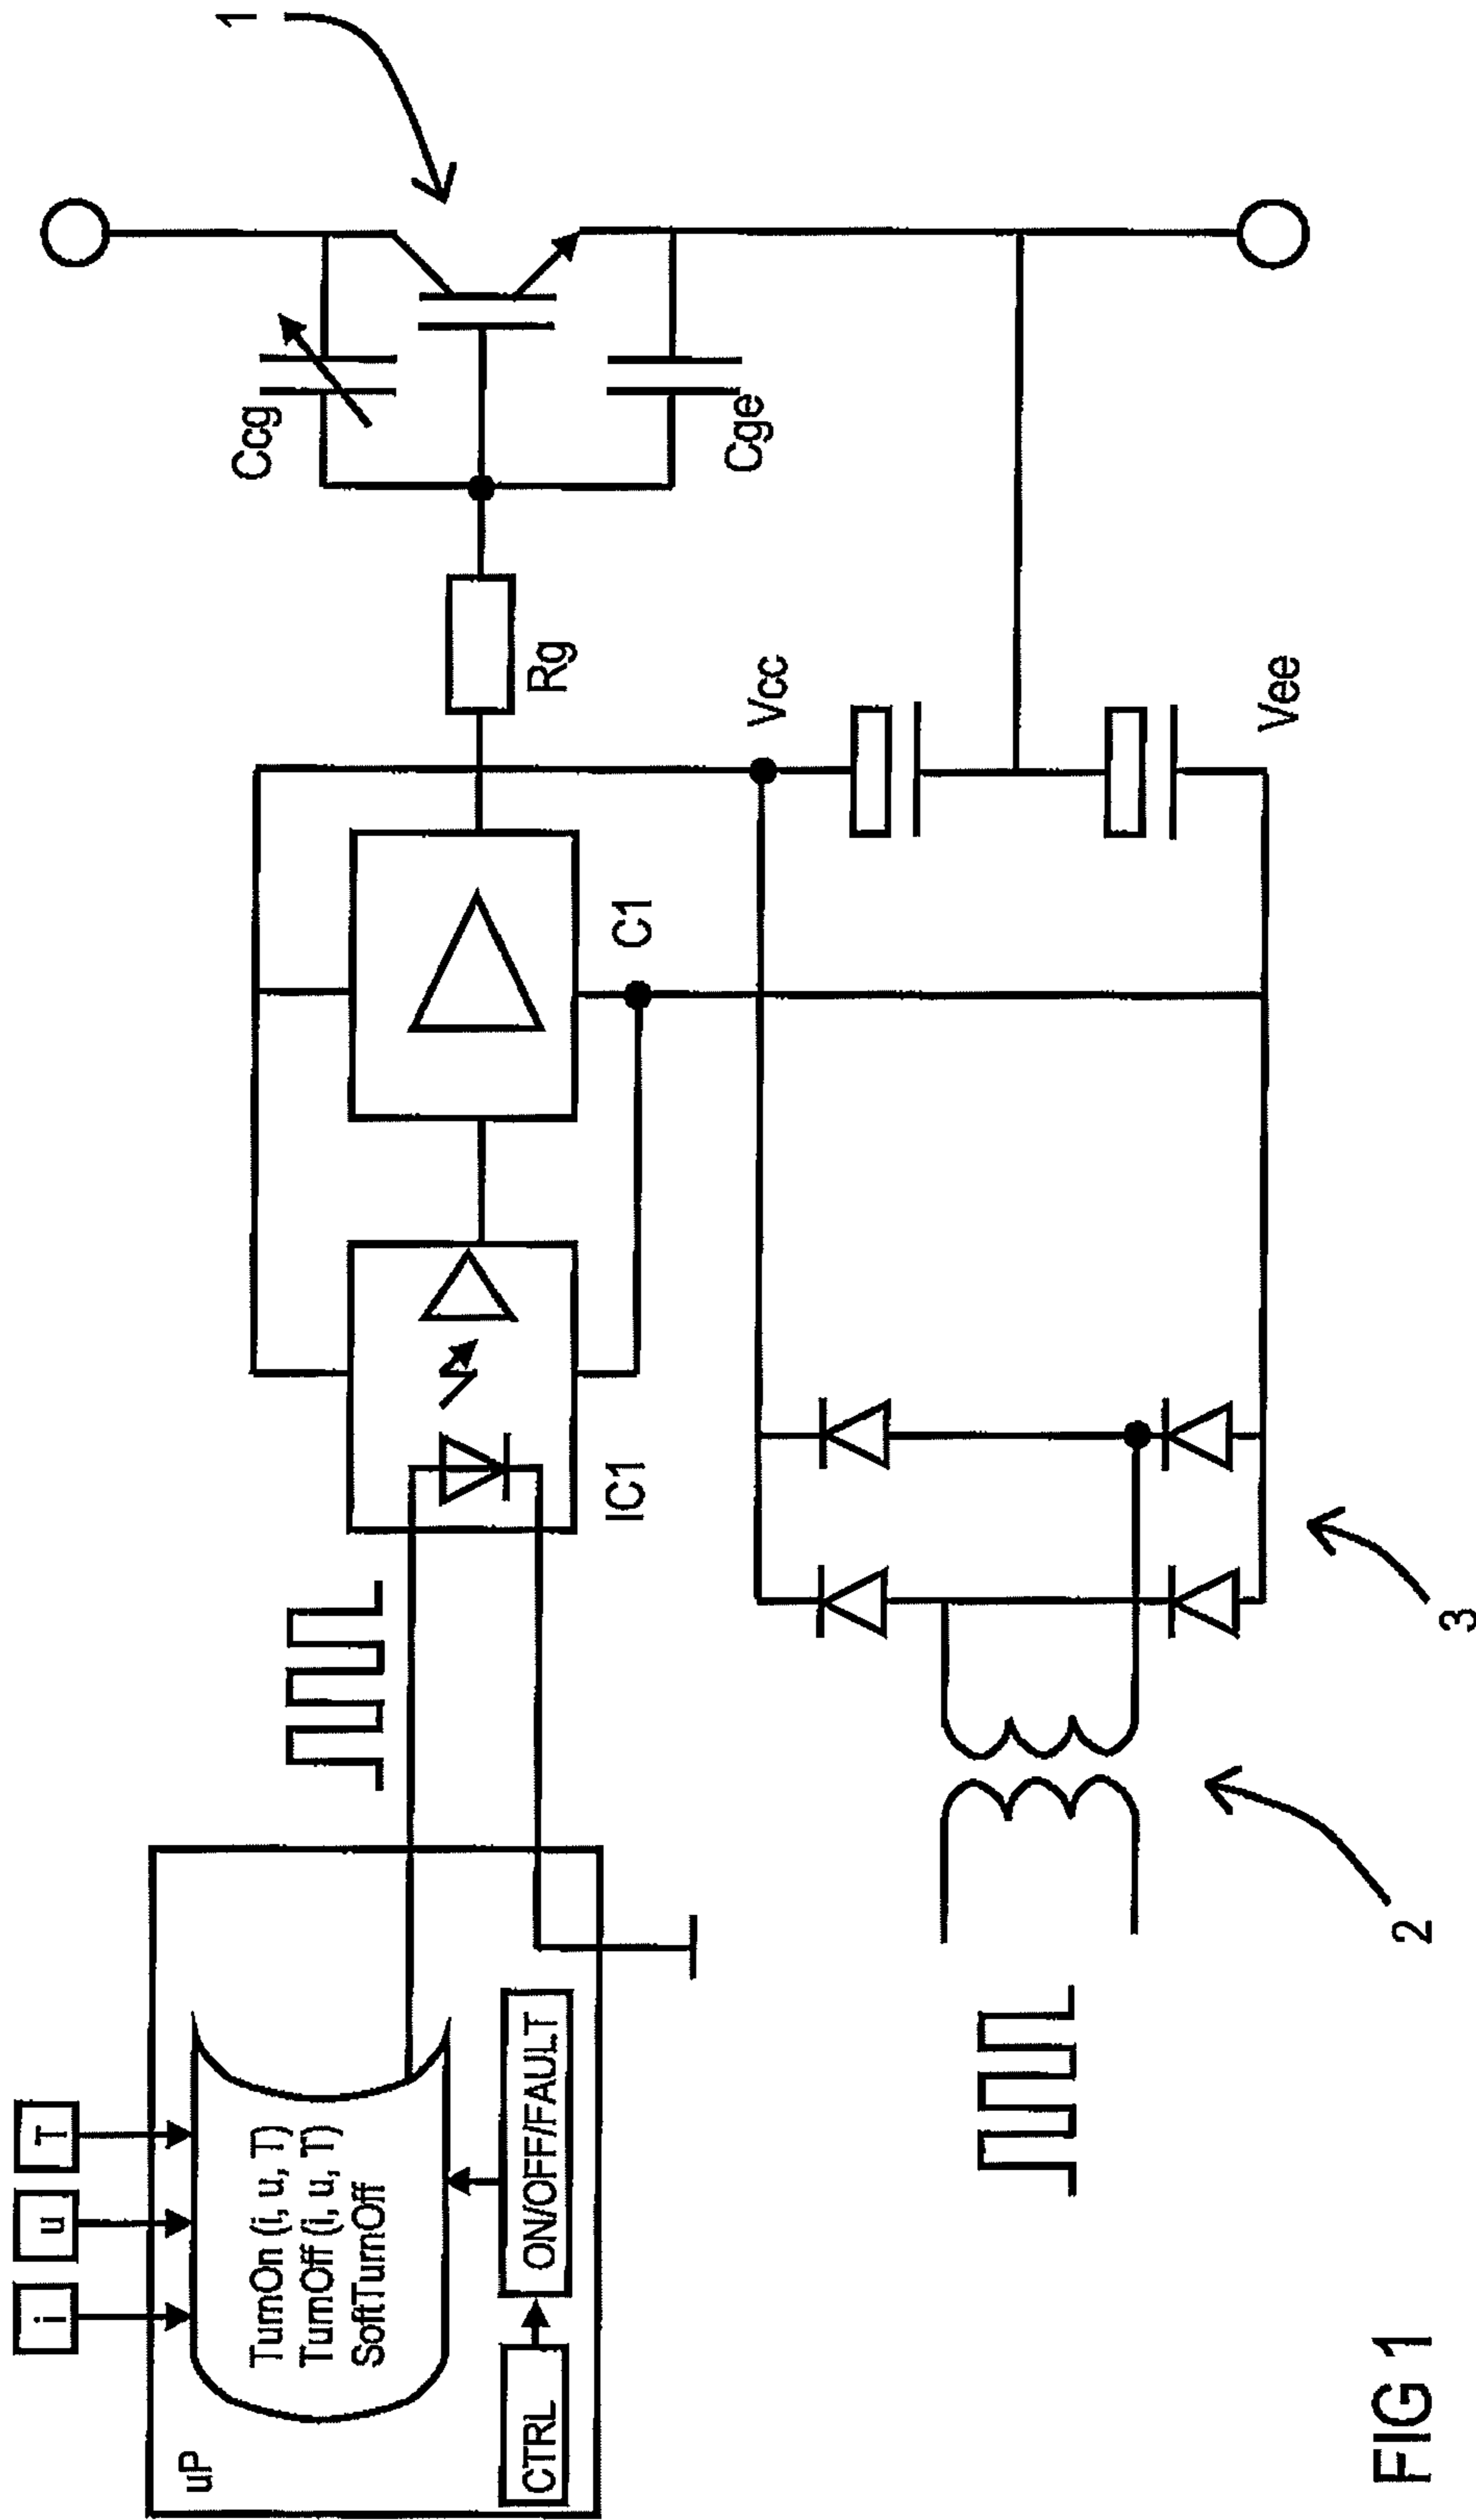 i
u
T
uP
TurnOn (i, u, T)
TurnOff (i, u, T)
SoftTurnOff
CTRL
ON/OFF/FAULT
IC1
C1
Rg
Ccg
Cge
1
Vcc
Vee
2
3
FIG 1